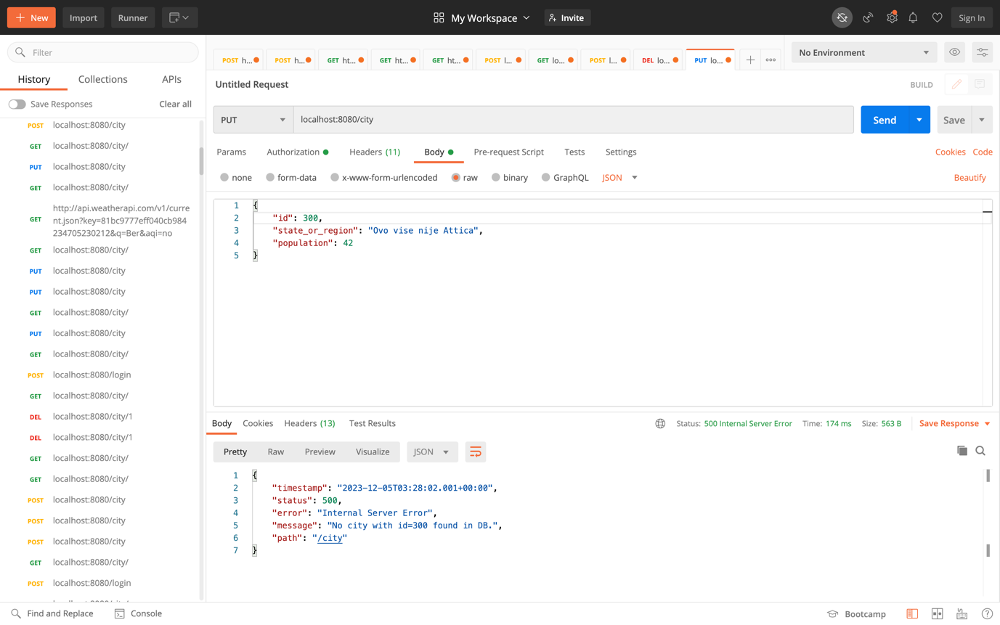 New
Import
Runner
My Workspace
Invite
Sign In
Filter
History
Collections
APIs
Save Responses
Clear all
POST localhost:8080/city
GET localhost:8080/city/
PUT localhost:8080/city
GET localhost:8080/city/
GET http://api.weatherapi.com/v1/curre
nt.json?key=81bc9777eff040cb984
234705230212&q=Ber&aqi=no
GET localhost:8080/city/
PUT localhost:8080/city
PUT localhost:8080/city
GET localhost:8080/city/
PUT localhost:8080/city
GET localhost:8080/city/
POST localhost:8080/login
GET localhost:8080/city/
DEL localhost:8080/city/1
DEL localhost:8080/city/1
GET localhost:8080/city/
GET localhost:8080/city/
POST localhost:8080/city
POST localhost:8080/city
POST localhost:8080/city
GET localhost:8080/city/
POST localhost:8080/login
POST h...
POST h...
GET ht...
GET ht...
GET ht...
POST l...
GET lo...
POST l...
DEL lo...
PUT lo...
No Environment
Untitled Request
BUILD
PUT
localhost:8080/city
Send
Save
Params
Authorization
Headers (11)
Body
Pre-request Script
Tests
Settings
Cookies
Code
none
form-data
x-www-form-urlencoded
raw
binary
GraphQL
JSON
Beautify
1 {
2 "id": 300,
3 "state_or_region": "Ovo vise nije Attica",
4 "population": 42
5 }
Body
Cookies
Headers (13)
Test Results
Status: 500 Internal Server Error
Time: 174 ms
Size: 563 B
Save Response
Pretty
Raw
Preview
Visualize
JSON
1 {
2 "timestamp": "2023-12-05T03:28:02.001+00:00",
3 "status": 500,
4 "error": "Internal Server Error",
5 "message": "No city with id=300 found in DB.",
6 "path": "/city"
7 }
Find and Replace
Console
Bootcamp